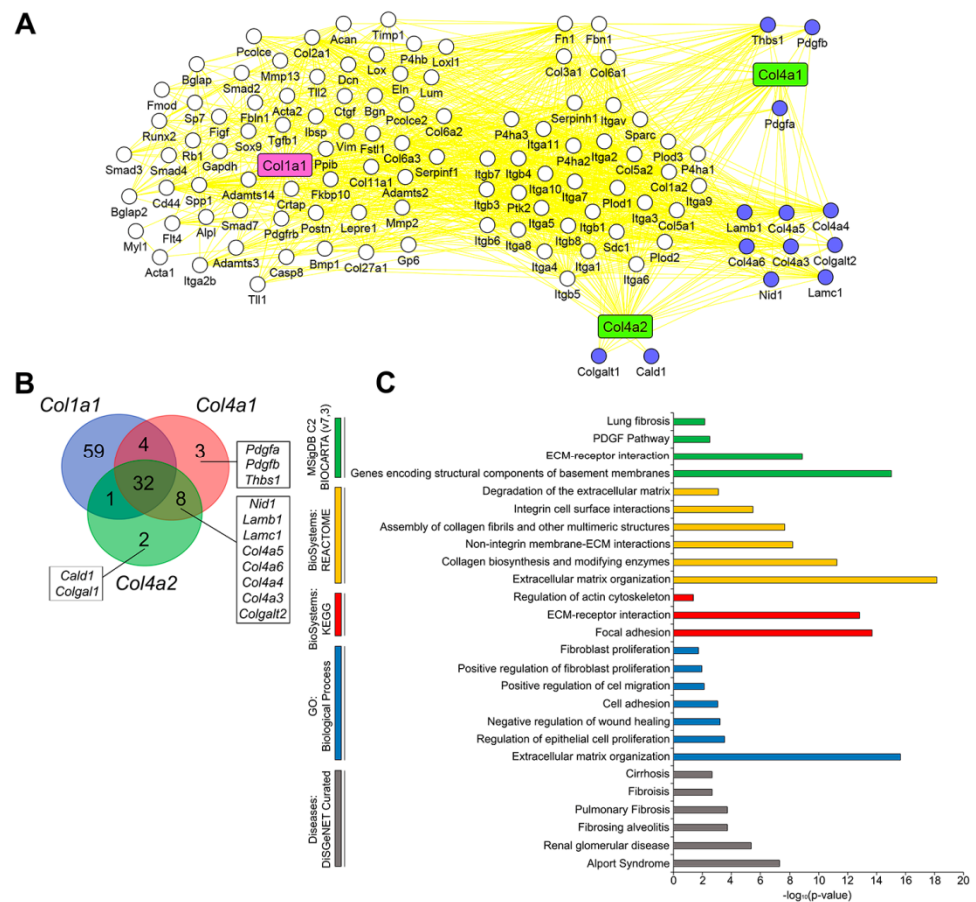 A
Pcolce
Acan
Timp1
Col2a1
P4hb
Loxl1
Bglap
Mmp13
Lox
Smad2
Dcn
Eln
Tll2
Lum
Fmod
Sp7
Fbln1
Acta2
Ctgf
Bgn
Pcolce2
Runx2
Figf
Sox9
Tgfb1
Ibsp
Vim
Fstl1
Col6a2
Smad3
Rb1
Smad4
Gapdh
Col1a1
Ppib
Col6a3
Serpinf1
Col11a1
Bglap2
Cd44
Spp1
Adamts14
Crtap
Fkbp10
Adamts2
Myl1
Flt4
Alpl
Smad7
Pdgfrb
Postn
Lepre1
Mmp2
Acta1
Itga2b
Adamts3
Casp8
Bmp1
Col27a1
Gp6
Tll1
Fn1
Fbn1
Col3a1
Col6a1
Thbs1
Pdgfb
Col4a1
Pdgfa
Serpinh1
P4ha3
Itgav
Itga11
Sparc
Itgb7
Itgb4
P4ha2
Itga2
Plod3
Col5a2
P4ha1
Itga10
Itga7
Col1a2
Itgb3
Ptk2
Plod1
Itga9
Itga5
Itgb1
Itga3
Col5a1
Itgb6
Itga8
Itgb8
Sdc1
Plod2
Itga4
Itga1
Itga6
Itgb5
Lamb1
Col4a5
Col4a4
Col4a6
Col4a3
Colgalt2
Nid1
Lamc1
Col4a2
Colgalt1
Cald1
B
Col1a1
Col4a1
59
4
3
32
1
8
2
Col4a2
Pdgfa
Pdgfb
Thbs1
Nid1
Lamb1
Lamc1
Col4a5
Col4a6
Col4a4
Col4a3
Colgalt2
Cald1
Colgal1
C
MSigDB C2
BIOCARTA (v7,3)
Lung fibrosis
PDGF Pathway
ECM-receptor interaction
Genes encoding structural components of basement membranes
BioSystems:
REACTOME
Degradation of the extracellular matrix
Integrin cell surface interactions
Assembly of collagen fibrils and other multimeric structures
Non-integrin membrane-ECM interactions
Collagen biosynthesis and modifying enzymes
Extracellular matrix organization
BioSystems:
KEGG
Regulation of actin cytoskeleton
ECM-receptor interaction
Focal adhesion
GO:
Biological Process
Fibroblast proliferation
Positive regulation of fibroblast proliferation
Positive regulation of cel migration
Cell adhesion
Negative regulation of wound healing
Regulation of epithelial cell proliferation
Extracellular matrix organization
Diseases:
DiSGeNET Curated
Cirrhosis
Fibroisis
Pulmonary Fibrosis
Fibrosing alveolitis
Renal glomerular disease
Alport Syndrome
0 2 4 6 8 10 12 14 16 18 20
-log₁₀(p-value)